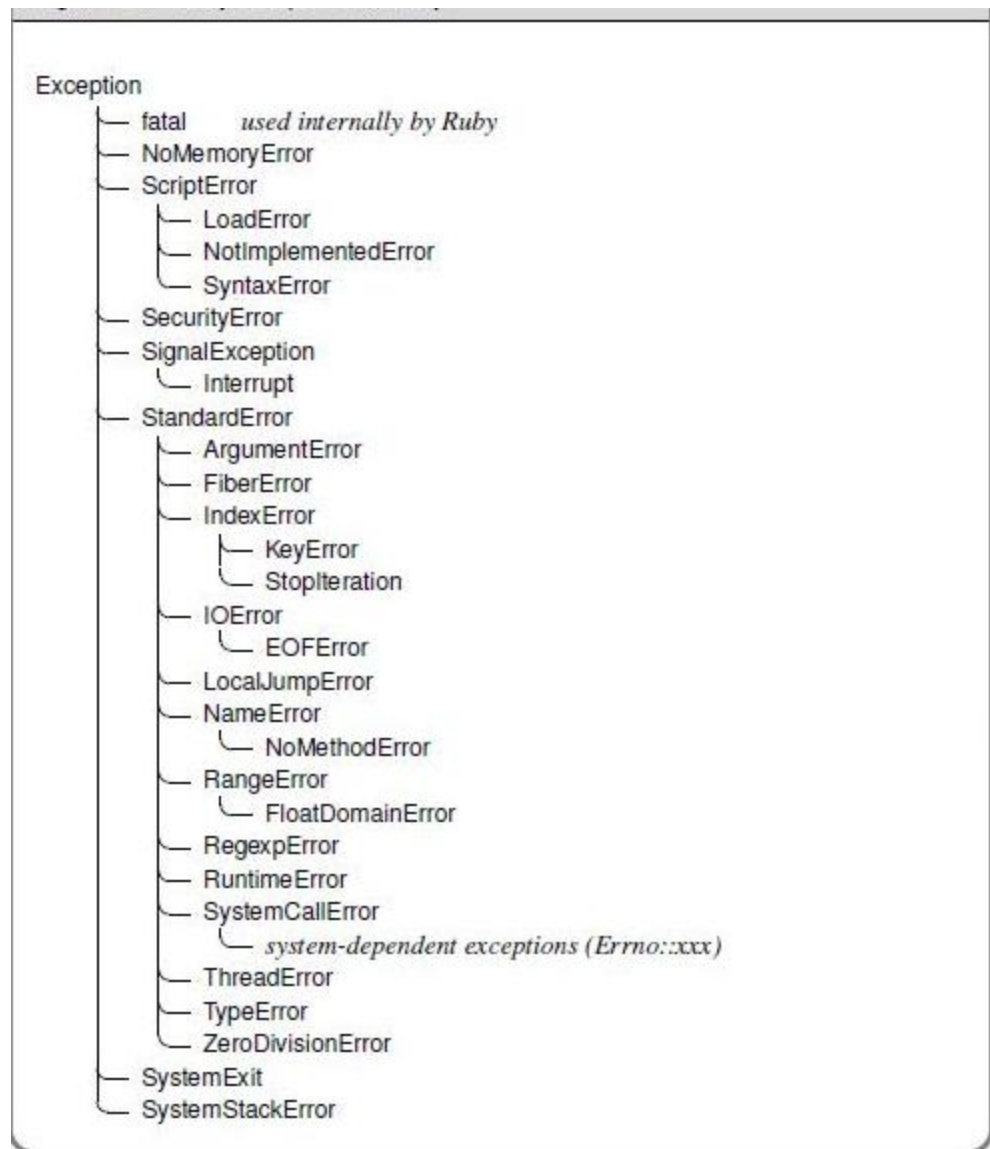 Exception
fatal used internally by Ruby
NoMemoryError
ScriptError
LoadError
NotImplementedError
SyntaxError
SecurityError
SignalException
Interrupt
StandardError
ArgumentError
FiberError
IndexError
KeyError
StopIteration
IOError
EOFError
LocalJumpError
NameError
NoMethodError
RangeError
FloatDomainError
RegexpError
RuntimeError
SystemCallError
system-dependent exceptions (Errno::xxx)
ThreadError
TypeError
ZeroDivisionError
SystemExit
SystemStackError